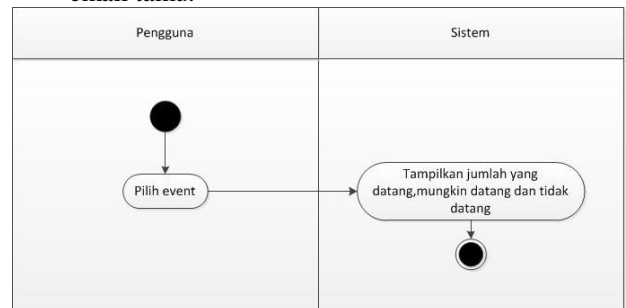 Pengguna
Sistem
Pilih event
Tampilkan jumlah yang
datang,mungkin datang dan tidak
datang